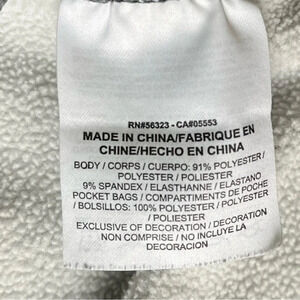 RN#56323 - CA#05553
MADE IN CHINA/FABRIQUE EN
CHINE/HECHO EN CHINA
BODY / CORPS / CUERPO: 91% POLYESTER /
POLYESTER / POLIESTER
9% SPANDEX / ELASTHANNE / ELASTANO
POCKET BAGS / COMPARTIMENTS DE POCHE
/ BOLSILLOS: 100% POLYESTER / POLYESTER
/ POLIESTER
EXCLUSIVE OF DECORATION / DECORATION
NON COMPRISE / NO INCLUYE LA
DECORACION